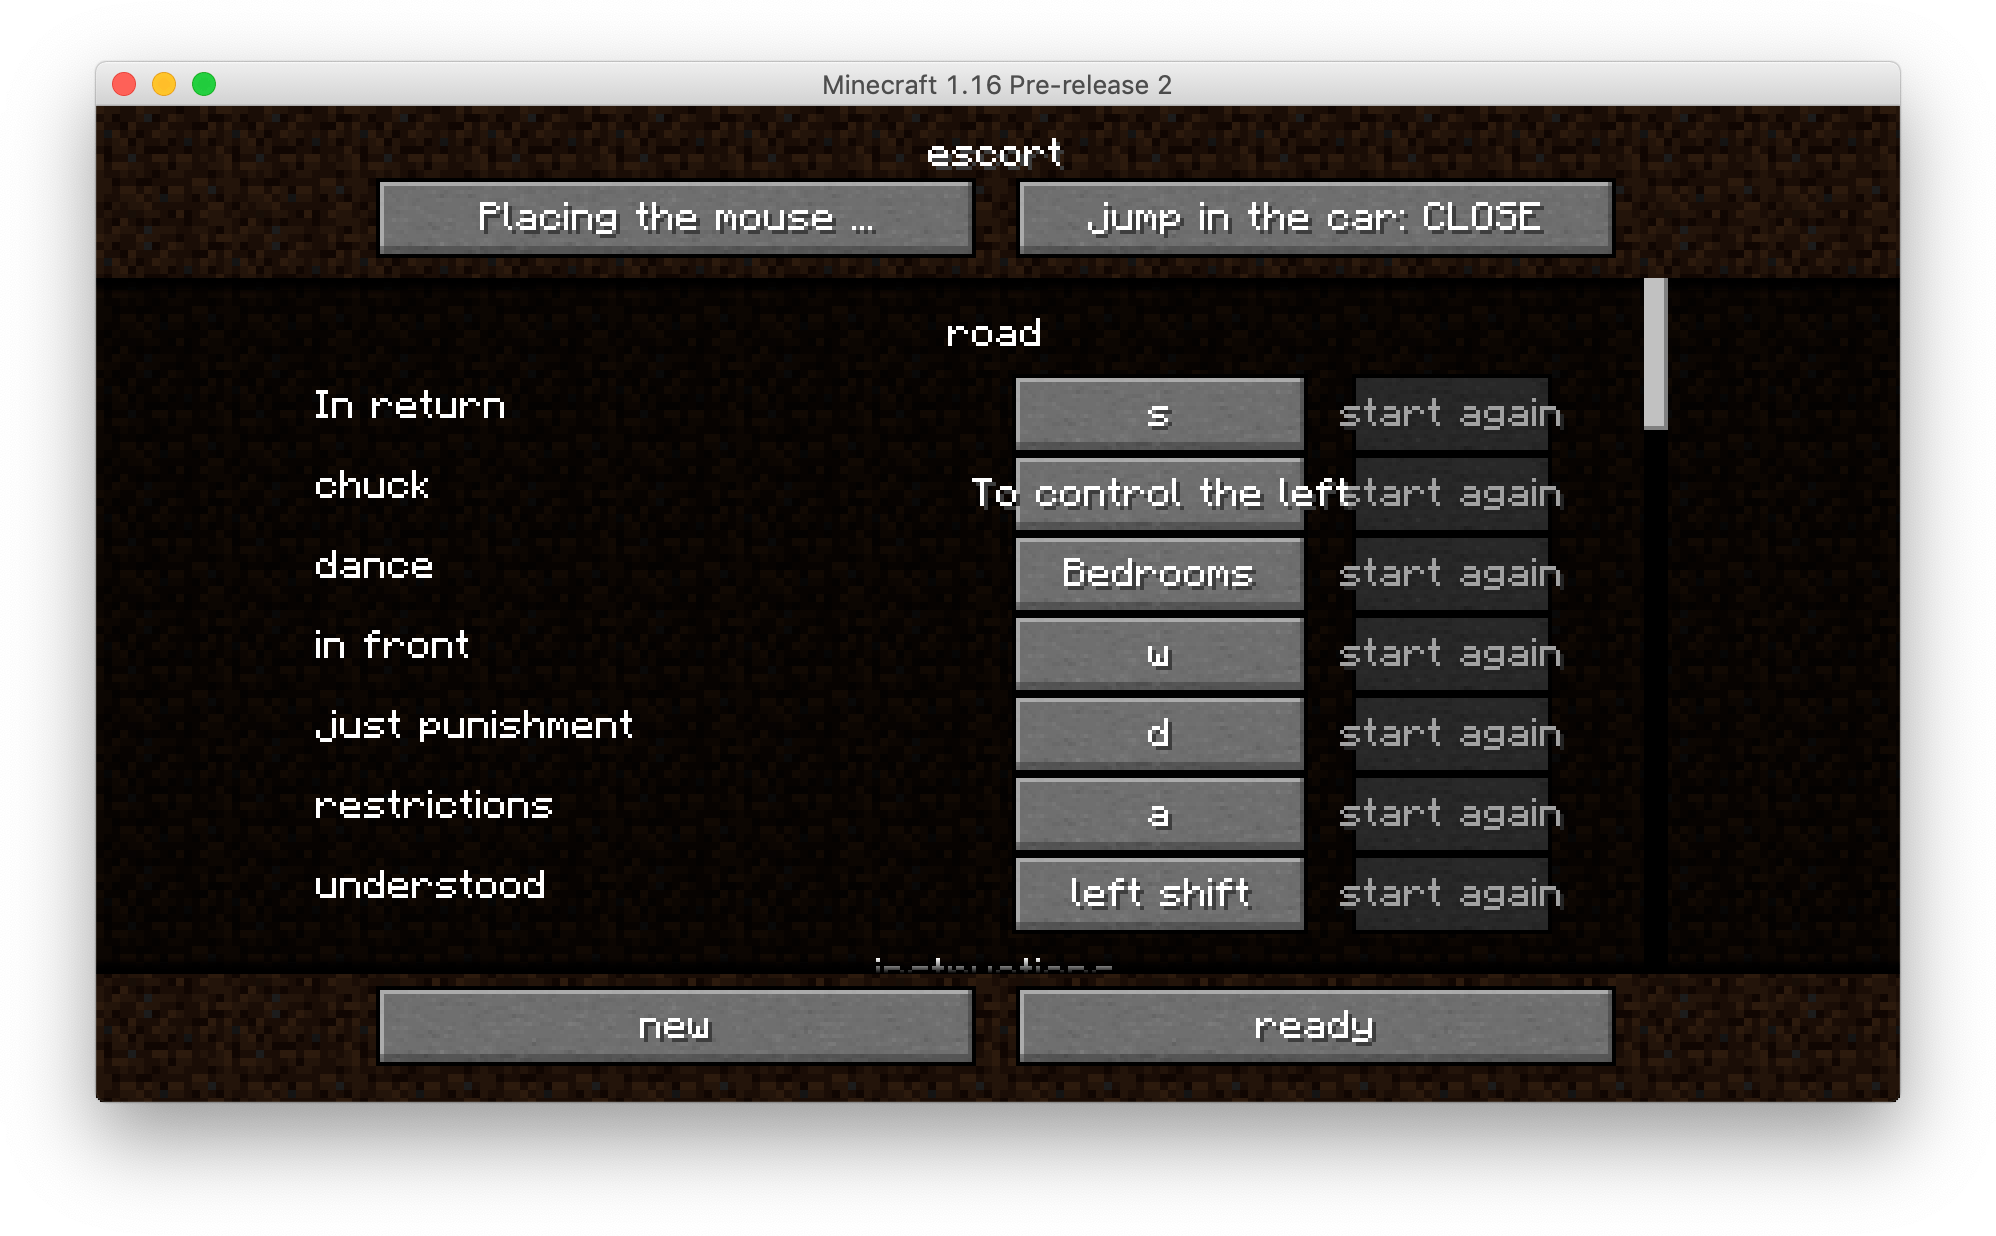 Minecraft 1.16 Pre-release 2
escort
Placing the mouse ...
jump in the car: CLOSE
road
In return
s
start again
chuck
To control the left
start again
dance
Bedrooms
start again
in front
w
start again
just punishment
d
start again
restrictions
a
start again
understood
left shift
start again
instructions
new
ready